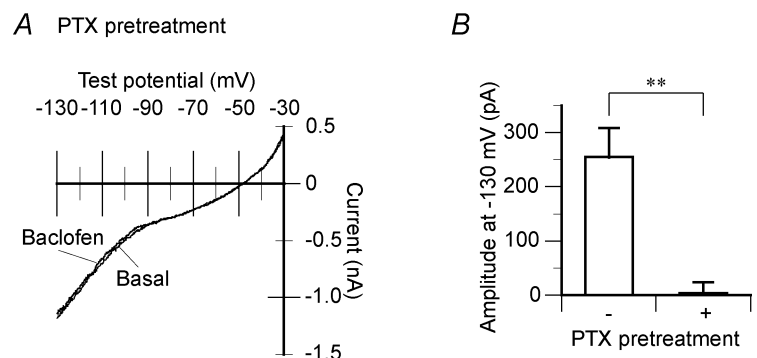 A PTX pretreatment
Test potential (mV)
-130 -110 -90 -70 -50 -30
0.5
0
-0.5
-1.0
-1.5
Current (nA)
Baclofen
Basal
B
**
Amplitude at -130 mV (pA)
300
200
100
0
- +
PTX pretreatment